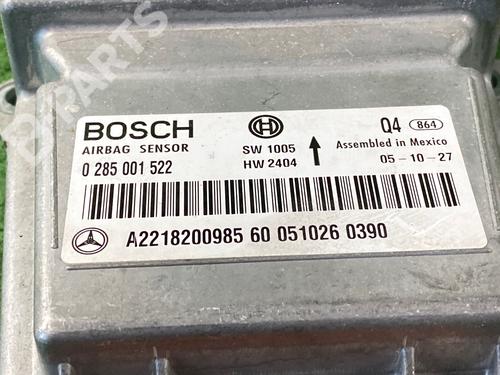 B-PARTS
BOSCH
AIRBAG SENSOR
0 285 001 522
SW 1005
HW 2404
Q4 864
Assembled in Mexico
05-10-27
A2218200985 60 051026 0390